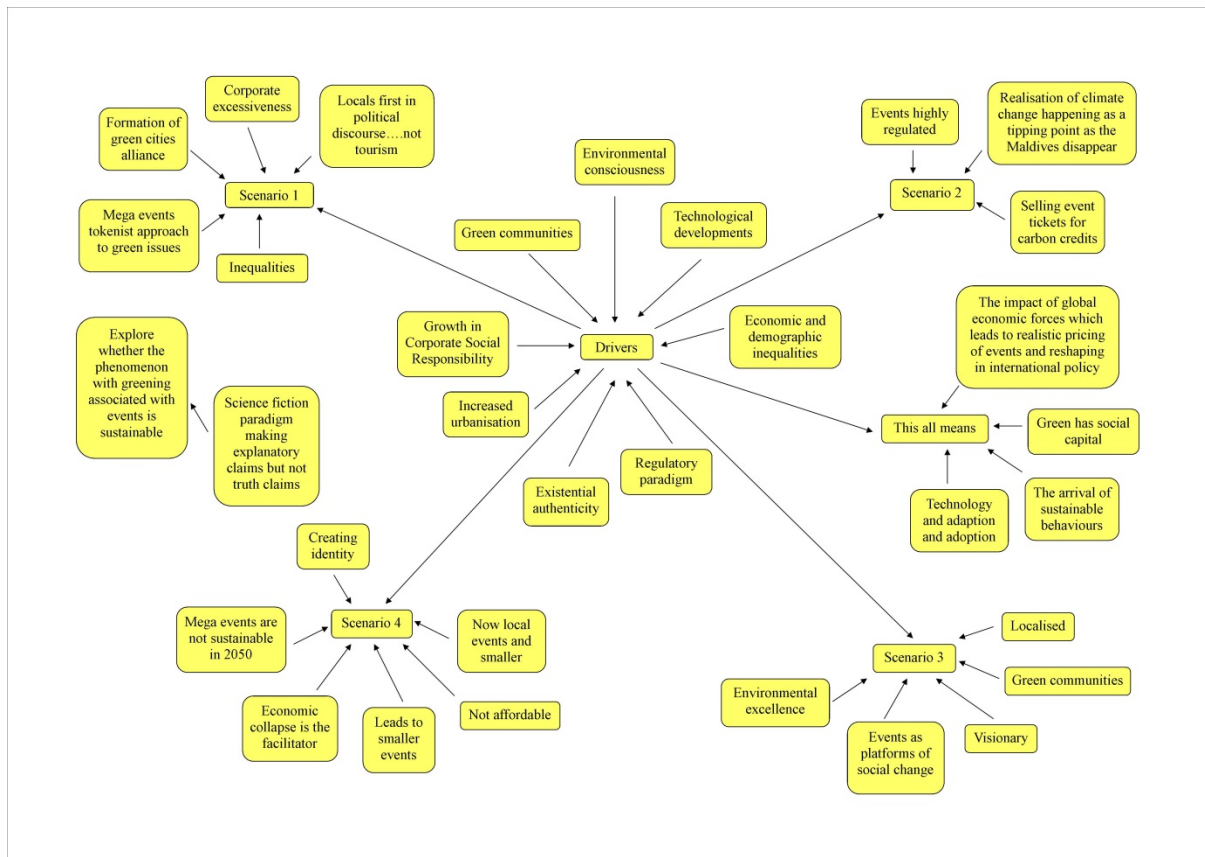 Corporate
excessiveness
Locals first in
political
discourse….not
tourism
Formation of
green cities
alliance
Scenario 1
Mega events
tokenist approach
to green issues
Inequalities
Events highly
regulated
Realisation of climate
change happening as a
tipping point as the
Maldives disappear
Scenario 2
Selling event
tickets for
carbon credits
Environmental
consciousness
Green communities
Technological
developments
Growth in
Corporate Social
Responsibility
Drivers
Economic and
demographic
inequalities
Increased
urbanisation
Existential
authenticity
Regulatory
paradigm
The impact of global
economic forces which
leads to realistic pricing
of events and reshaping
in international policy
This all means
Green has social
capital
Technology
and adaption
and adoption
The arrival of
sustainable
behaviours
Explore
whether the
phenomenon
with greening
associated with
events is
sustainable
Science fiction
paradigm
making
explanatory
claims but not
truth claims
Creating
identity
Mega events are
not sustainable
in 2050
Scenario 4
Now local
events and
smaller
Economic
collapse is the
facilitator
Leads to
smaller
events
Not affordable
Localised
Scenario 3
Green communities
Environmental
excellence
Events as
platforms of
social change
Visionary